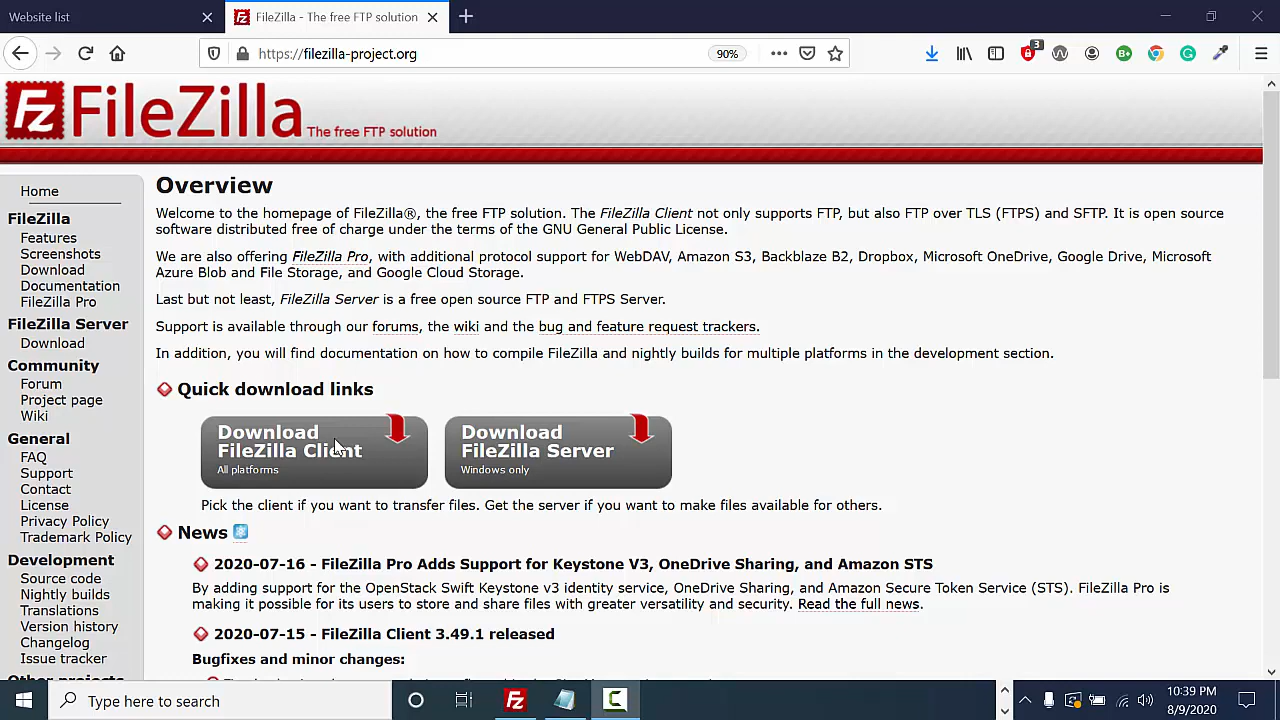 Website list
FileZilla - The free FTP solution
https://filezilla-project.org
90%
3
FileZilla The free FTP solution
Home
FileZilla
Features
Screenshots
Download
Documentation
FileZilla Pro
FileZilla Server
Download
Community
Forum
Project page
Wiki
General
FAQ
Support
Contact
License
Privacy Policy
Trademark Policy
Development
Source code
Nightly builds
Translations
Version history
Changelog
Issue tracker
Other projects
Overview
Welcome to the homepage of FileZilla®, the free FTP solution. The FileZilla Client not only supports FTP, but also FTP over TLS (FTPS) and SFTP. It is open source
software distributed free of charge under the terms of the GNU General Public License.
We are also offering FileZilla Pro, with additional protocol support for WebDAV, Amazon S3, Backblaze B2, Dropbox, Microsoft OneDrive, Google Drive, Microsoft
Azure Blob and File Storage, and Google Cloud Storage.
Last but not least, FileZilla Server is a free open source FTP and FTPS Server.
Support is available through our forums, the wiki and the bug and feature request trackers.
In addition, you will find documentation on how to compile FileZilla and nightly builds for multiple platforms in the development section.
Quick download links
Download
FileZilla Client
All platforms
Download
FileZilla Server
Windows only
Pick the client if you want to transfer files. Get the server if you want to make files available for others.
News
2020-07-16 - FileZilla Pro Adds Support for Keystone V3, OneDrive Sharing, and Amazon STS
By adding support for the OpenStack Swift Keystone v3 identity service, OneDrive Sharing, and Amazon Secure Token Service (STS). FileZilla Pro is
making it possible for its users to store and share files with greater versatility and security. Read the full news.
2020-07-15 - FileZilla Client 3.49.1 released
Bugfixes and minor changes:
Type here to search
10:39 PM
8/9/2020